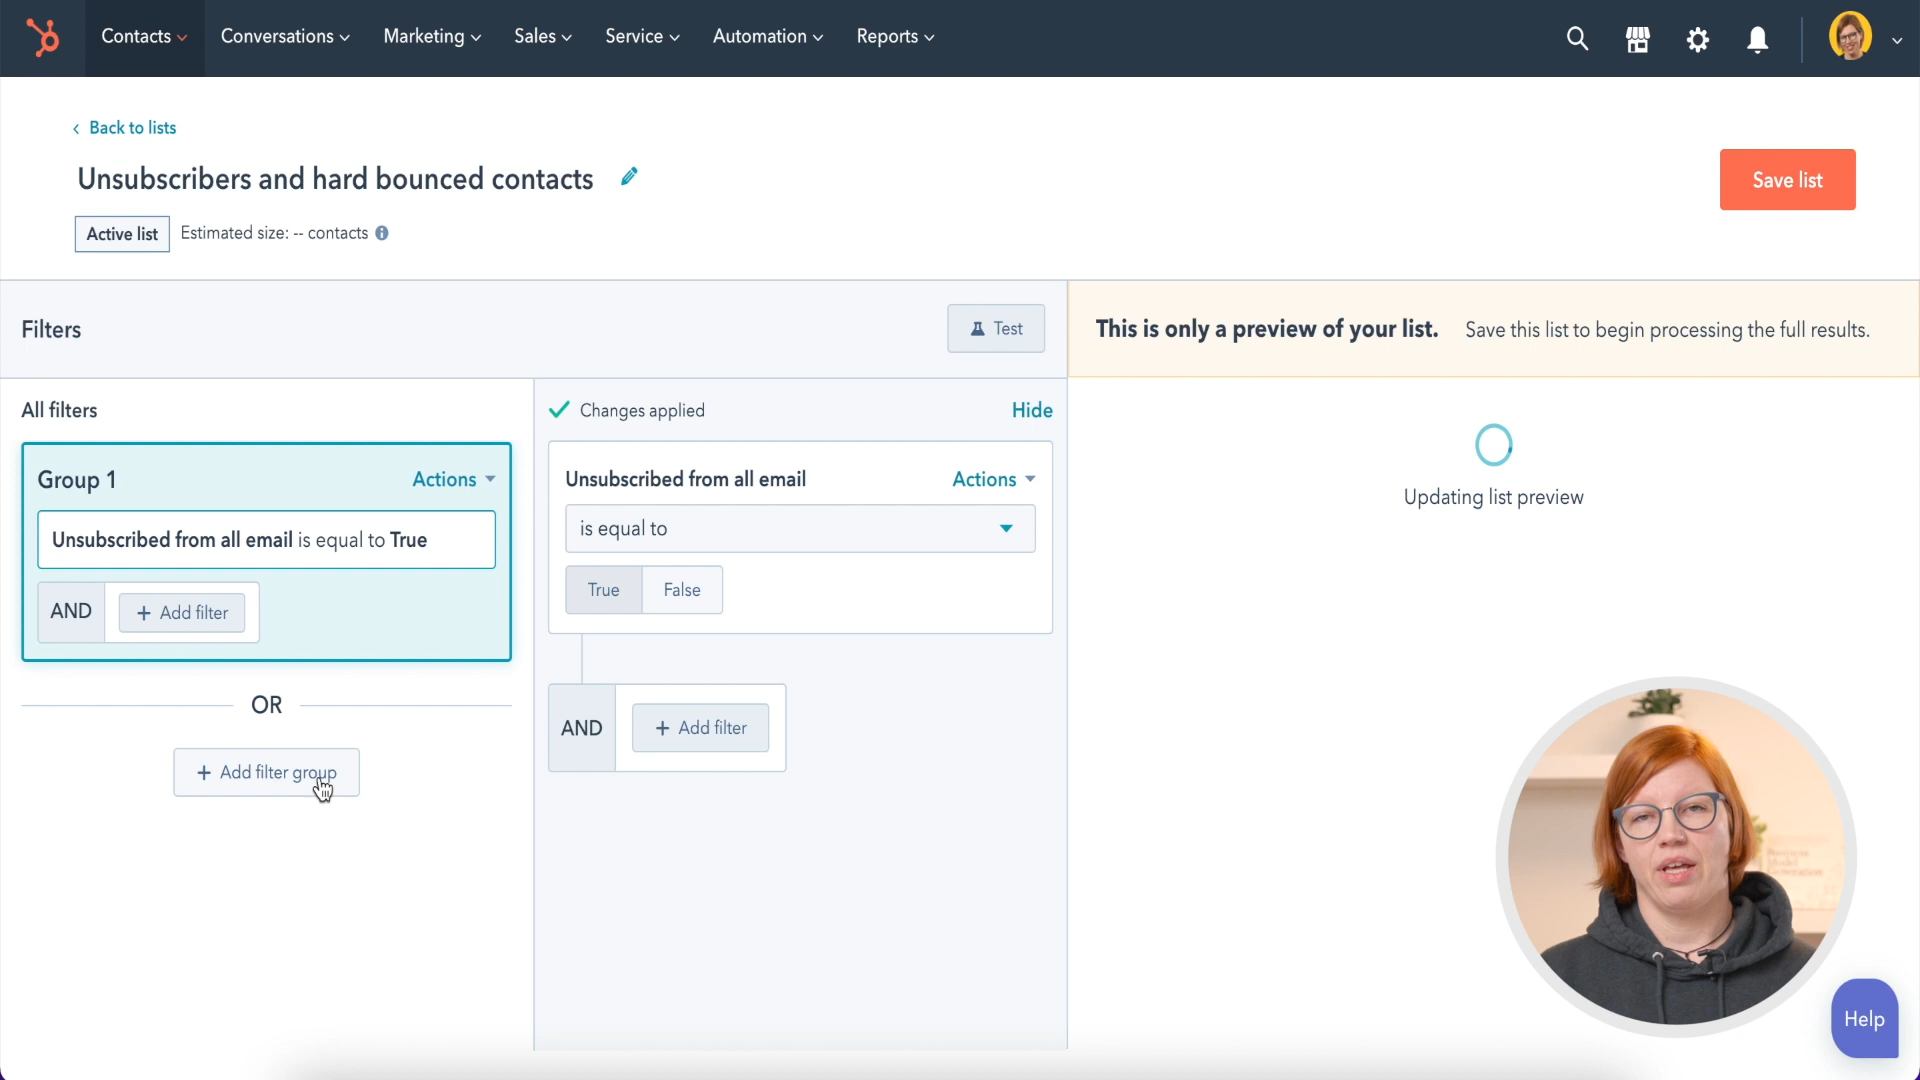 Contacts Conversations Marketing Sales Service Automation Reports
Back to lists
Unsubscribers and hard bounced contacts
Save list
Active list Estimated size: -- contacts
Filters
Test
This is only a preview of your list. Save this list to begin processing the full results.
All filters
Changes applied
Hide
Group 1
Actions
Unsubscribed from all email is equal to True
AND
+ Add filter
OR
+ Add filter group
Unsubscribed from all email
Actions
is equal to
True False
AND
+ Add filter
Updating list preview
Help